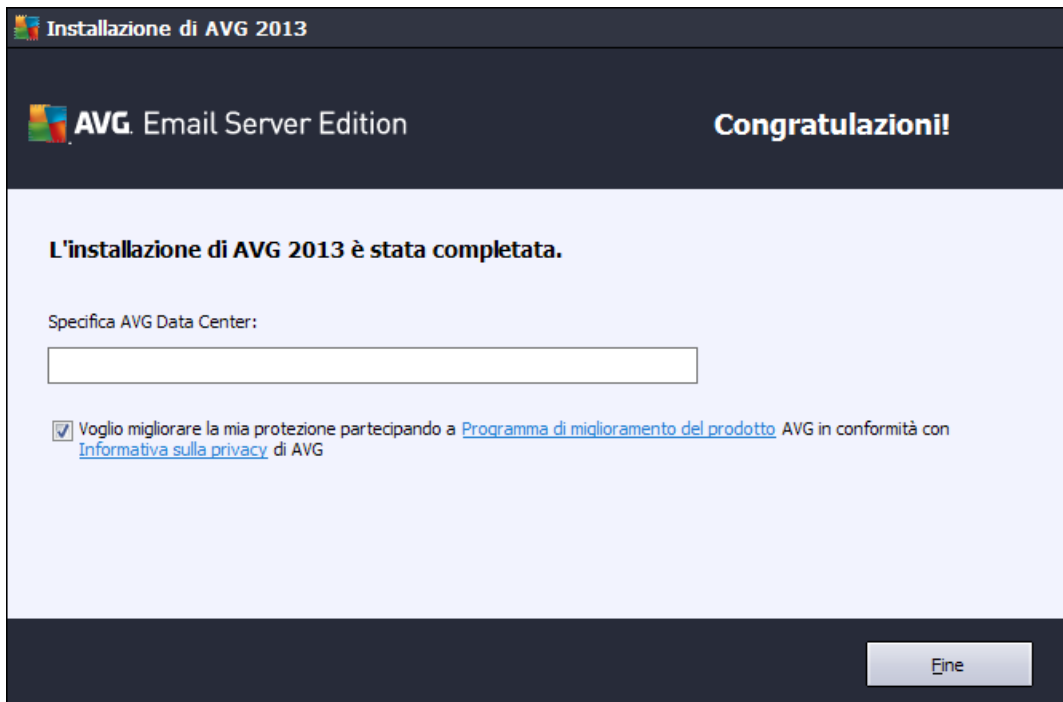 Installazione di AVG 2013
AVG. Email Server Edition
Congratulazioni!
L'installazione di AVG 2013 è stata completata.
Specifica AVG Data Center:
Voglio migliorare la mia protezione partecipando a Programma di miglioramento del prodotto AVG in conformità con
Informativa sulla privacy di AVG
Fine